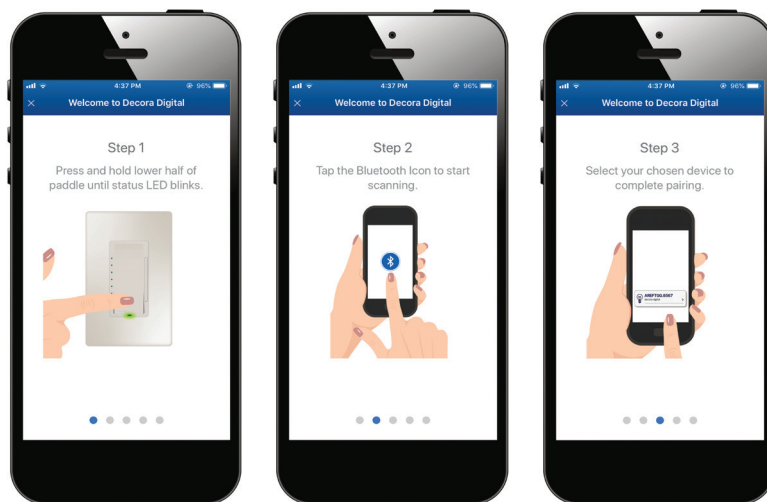 4:37 PM
96%
Welcome to Decora Digital
Step 1
Press and hold lower half of
paddle until status LED blinks.
4:37 PM
96%
Welcome to Decora Digital
Step 2
Tap the Bluetooth Icon to start
scanning.
4:37 PM
96%
Welcome to Decora Digital
Step 3
Select your chosen device to
complete pairing.